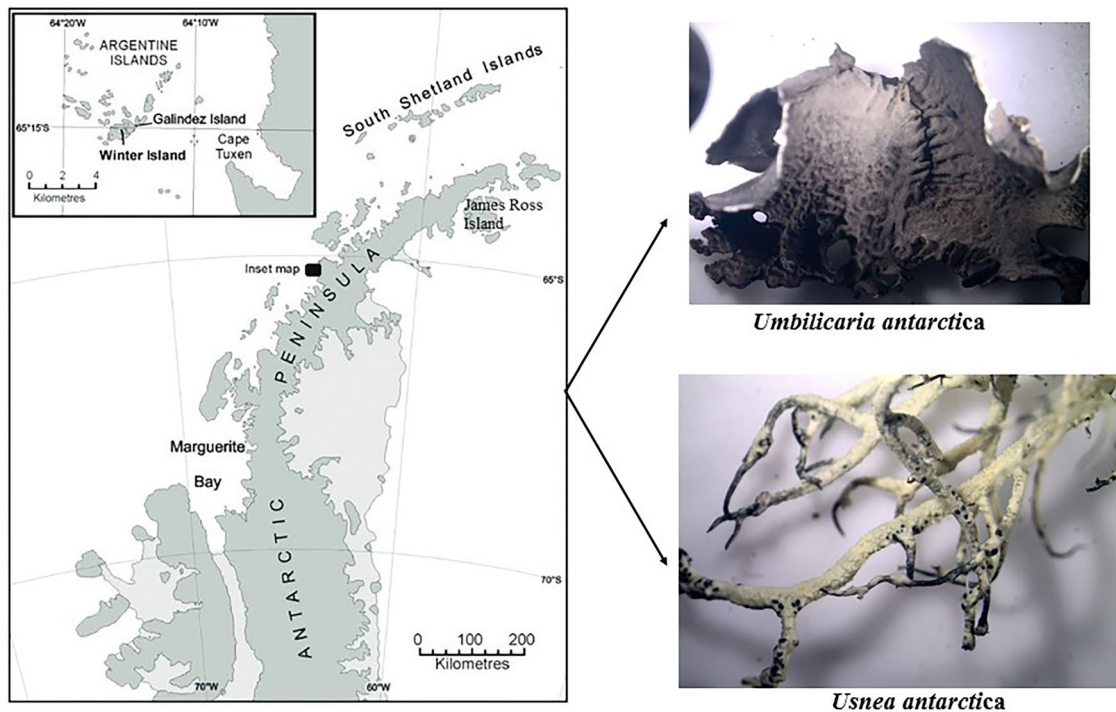 64°20'W
64°10'W
ARGENTINE
ISLANDS
Galindez Island
65°15'S
Winter Island
Cape
Tuxen
0 2 4
Kilometres
South Shetland Islands
James Ross
Island
Inset map
65°S
ANTARCTIC PENINSULA
Marguerite
Bay
70°S
0 100 200
Kilometres
70°W
60°W
Umbilicaria antarctica
Usnea antarctica